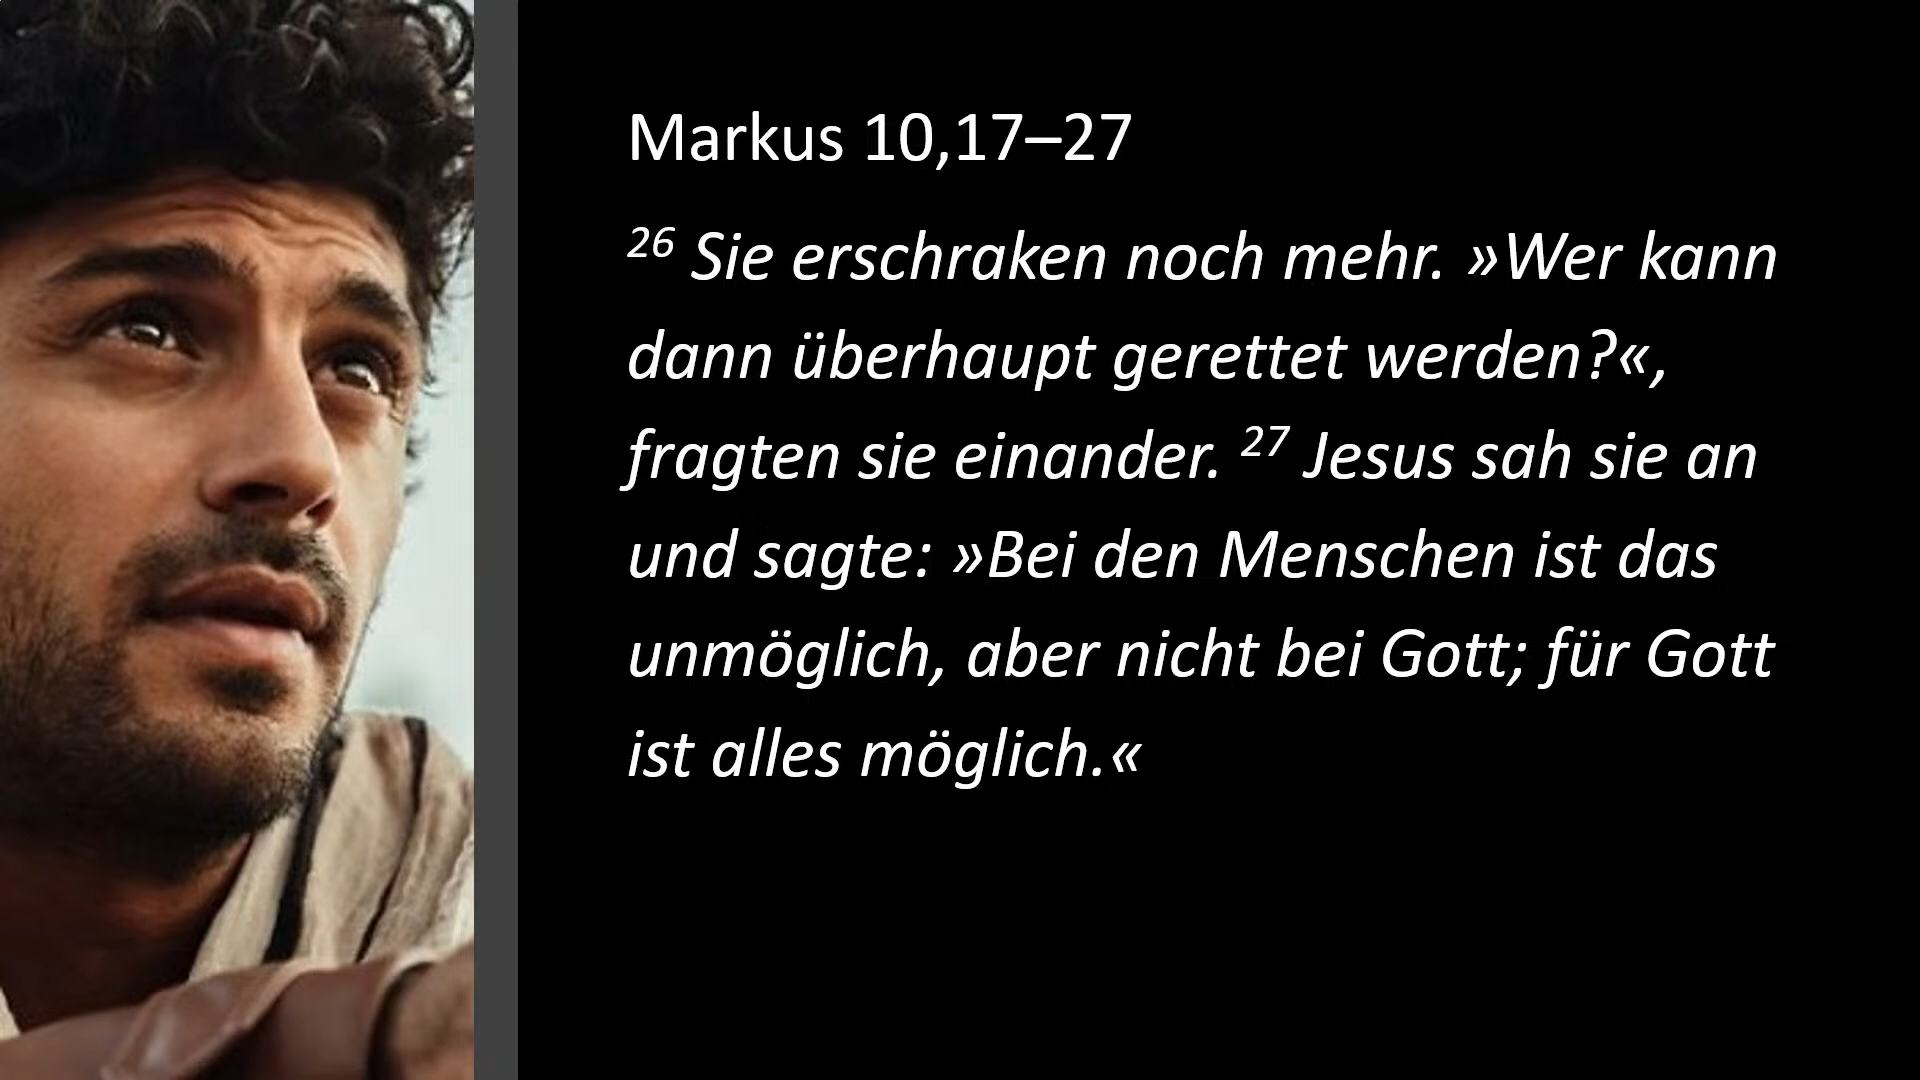 Markus 10,17–27
26 Sie erschraken noch mehr. »Wer kann
dann überhaupt gerettet werden?«,
fragten sie einander. 27 Jesus sah sie an
und sagte: »Bei den Menschen ist das
unmöglich, aber nicht bei Gott; für Gott
ist alles möglich.«